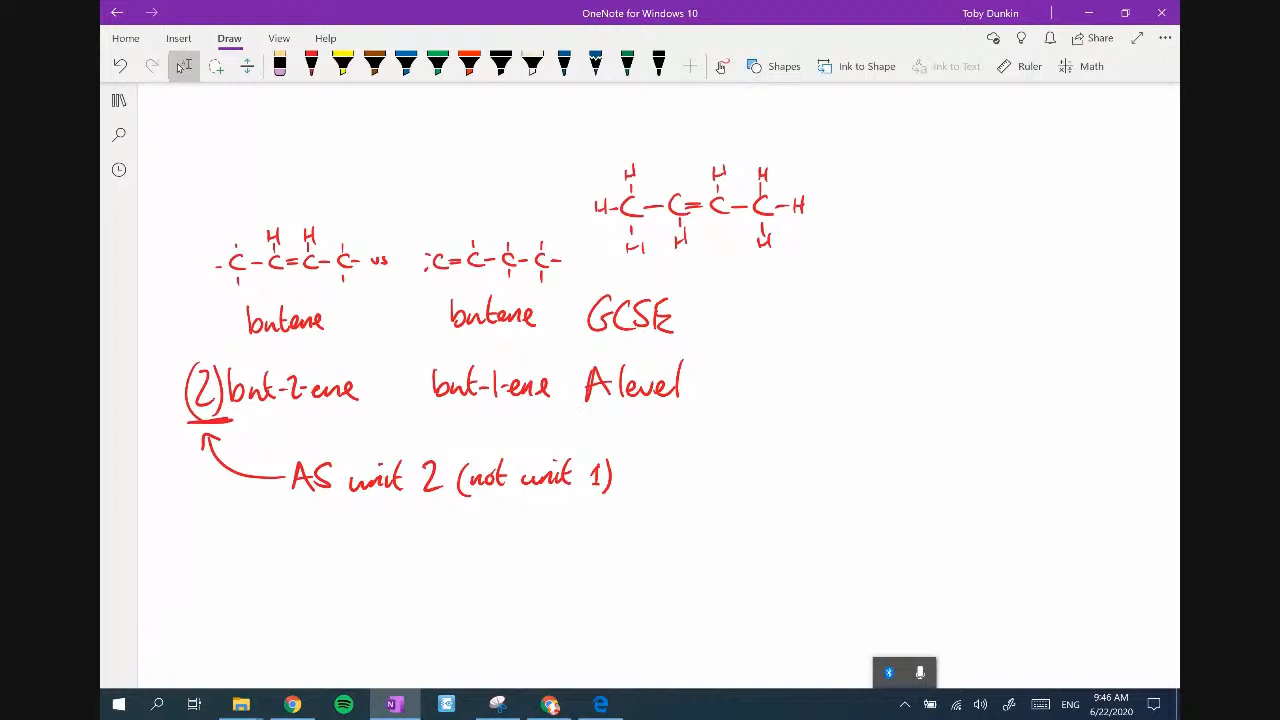 OneNote for Windows 10
Toby Dunkin
Home Insert Draw View Help
Share
Shapes Ink to Shape Ink to Text Ruler Math
H H H
H-C-C=C-C-H
H H H
H H
-C-C=C-C- vs C=C-C-C-
butene butene GCSE
(2) but-2-ene but-1-ene A level
AS unit 2 (not unit 1)
ENG
9:46 AM
6/22/2020